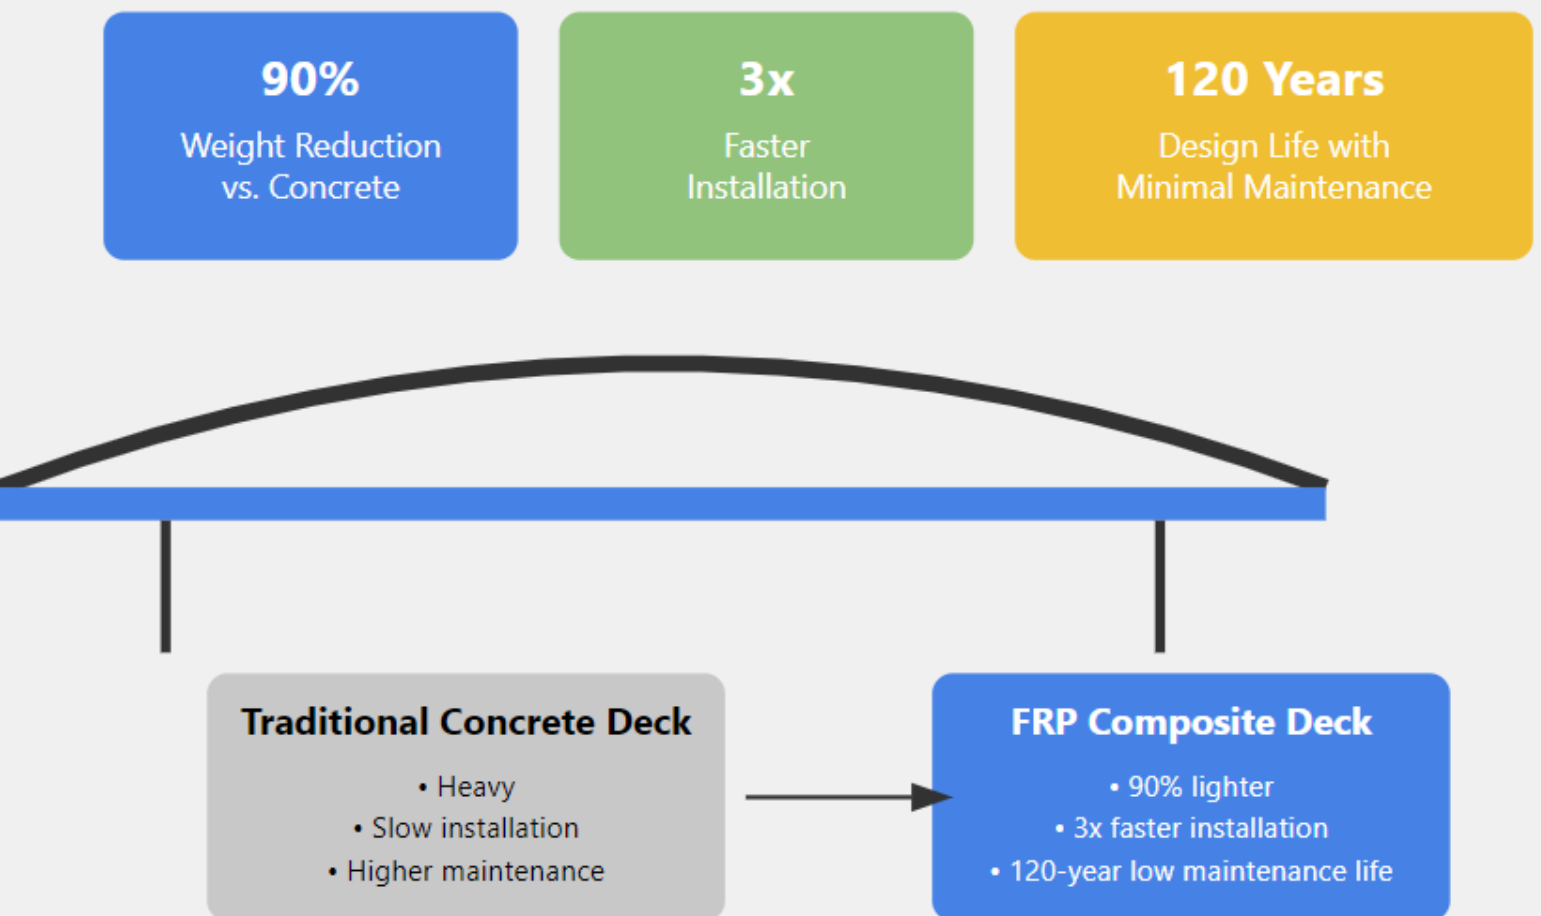 90%
Weight Reduction
vs. Concrete
3x
Faster
Installation
120 Years
Design Life with
Minimal Maintenance
Traditional Concrete Deck
• Heavy
• Slow installation
• Higher maintenance
FRP Composite Deck
• 90% lighter
• 3x faster installation
• 120-year low maintenance life